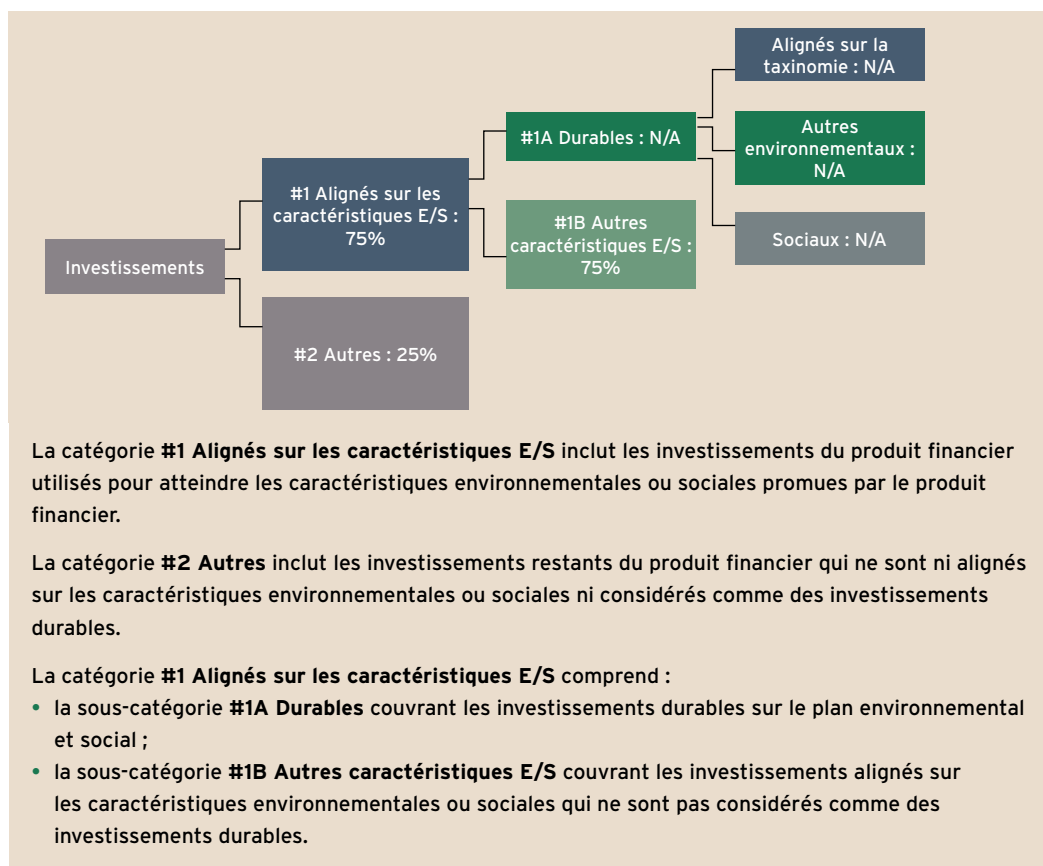 Alignés sur la
taxinomie : N/A
#1A Durables : N/A
Autres
environnementaux :
N/A
#1 Alignés sur les
caractéristiques E/S :
75%
#1B Autres
caractéristiques E/S :
75%
Sociaux : N/A
Investissements
#2 Autres : 25%
La catégorie #1 Alignés sur les caractéristiques E/S inclut les investissements du produit financier
utilisés pour atteindre les caractéristiques environnementales ou sociales promues par le produit
financier.
La catégorie #2 Autres inclut les investissements restants du produit financier qui ne sont ni alignés
sur les caractéristiques environnementales ou sociales ni considérés comme des investissements
durables.
La catégorie #1 Alignés sur les caractéristiques E/S comprend :
• la sous-catégorie #1A Durables couvrant les investissements durables sur le plan environnemental
et social ;
• la sous-catégorie #1B Autres caractéristiques E/S couvrant les investissements alignés sur
les caractéristiques environnementales ou sociales qui ne sont pas considérés comme des
investissements durables.